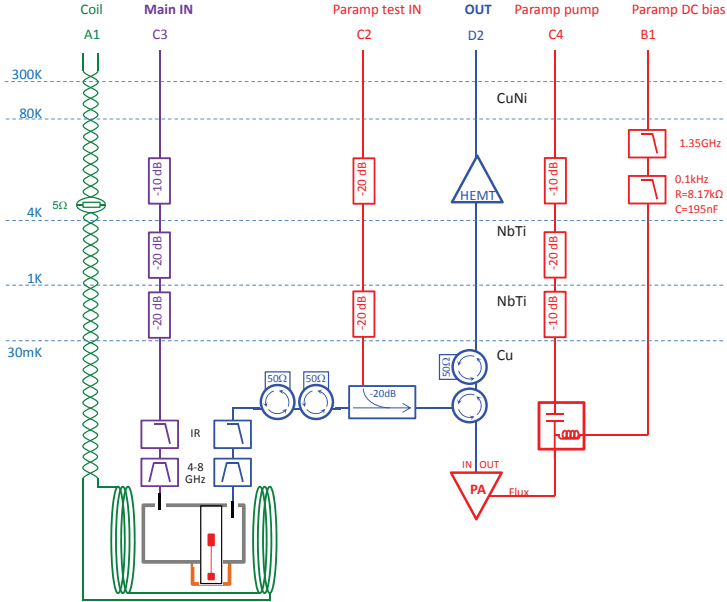 Coil
Main IN
Paramp test IN
OUT
Paramp pump
Paramp DC bias
A1
C3
C2
D2
C4
B1
300K
CuNi
80K
1.35GHz
-10 dB
-20 dB
HEMT
-10 dB
0.1kHz
R=8.17kΩ
C=195nF
5Ω
4K
NbTi
-20 dB
-20 dB
1K
-20 dB
-20 dB
NbTi
-10 dB
30mK
Cu
50Ω
50Ω
50Ω
-20dB
IR
4-8
GHz
IN
OUT
PA
Flux